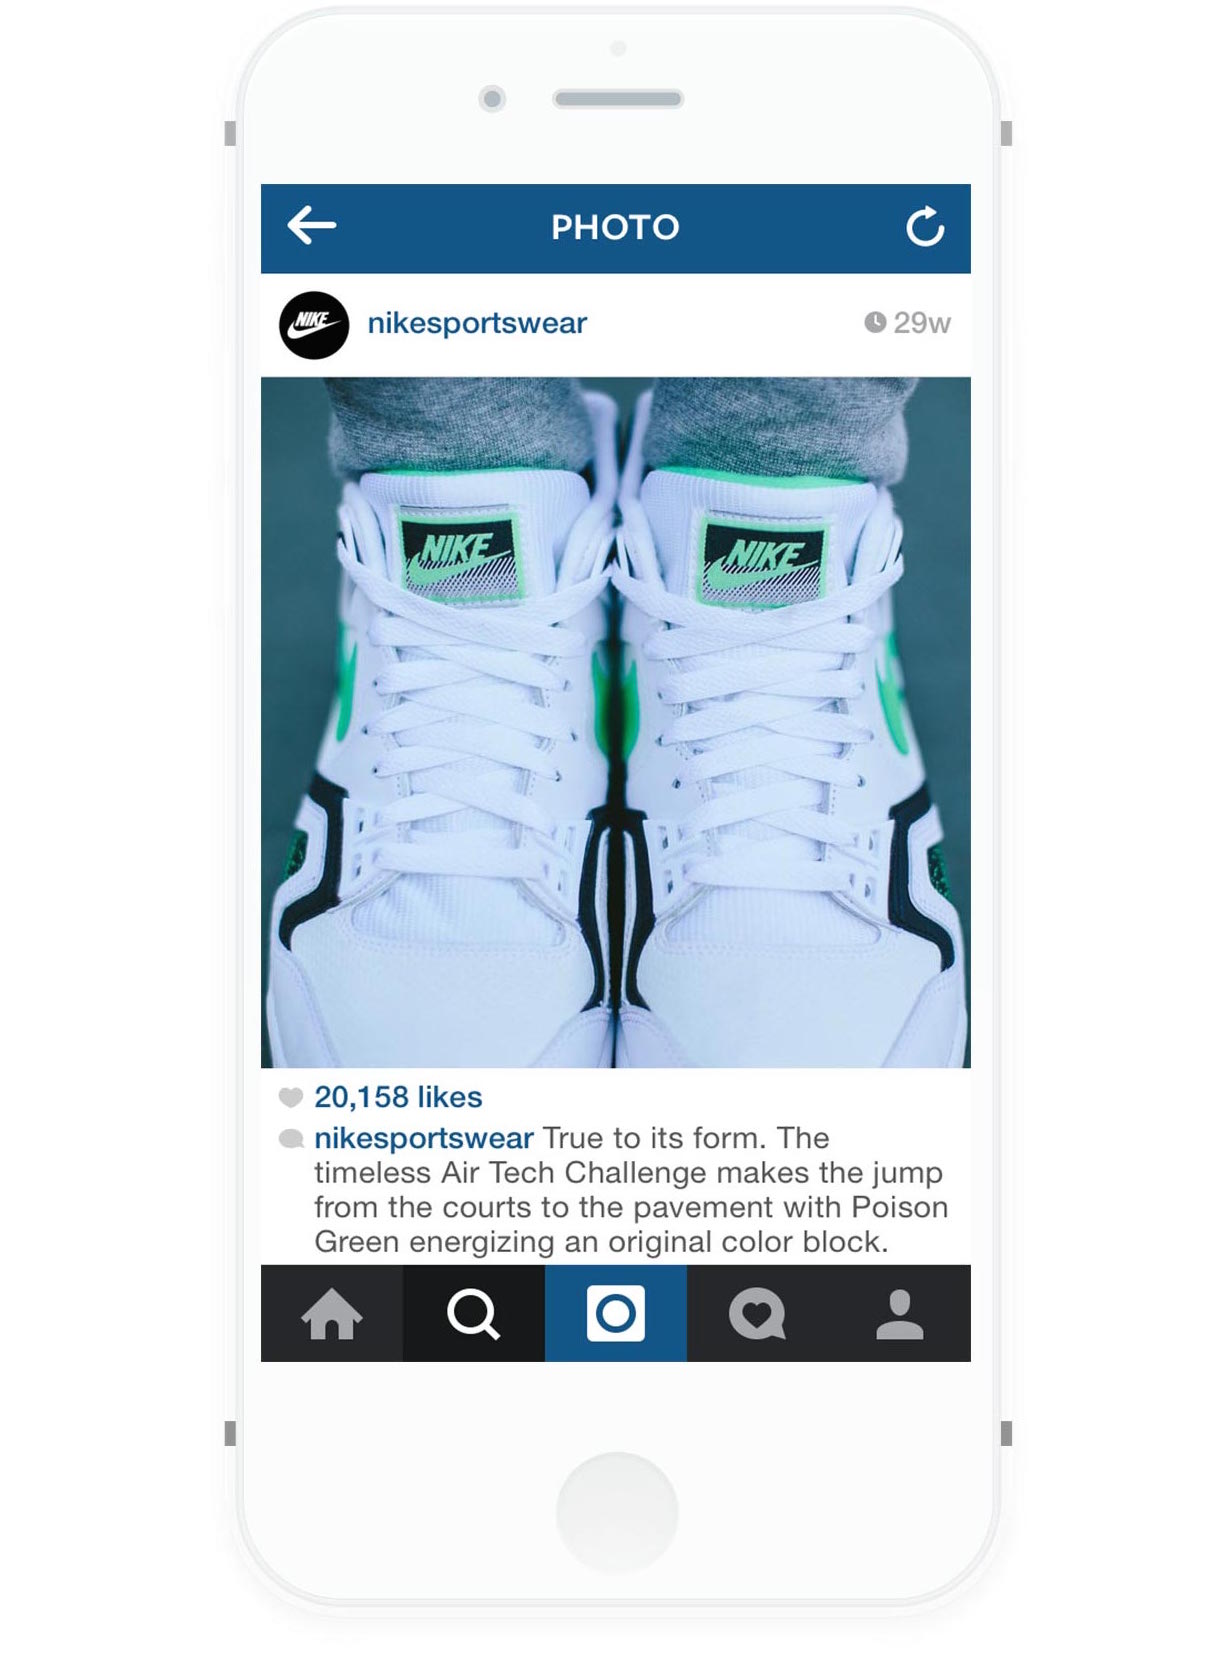 PHOTO
NIKE
nikesportswear
29w
NIKE
NIKE
20,158 likes
nikesportswear True to its form. The
timeless Air Tech Challenge makes the jump
from the courts to the pavement with Poison
Green energizing an original color block.